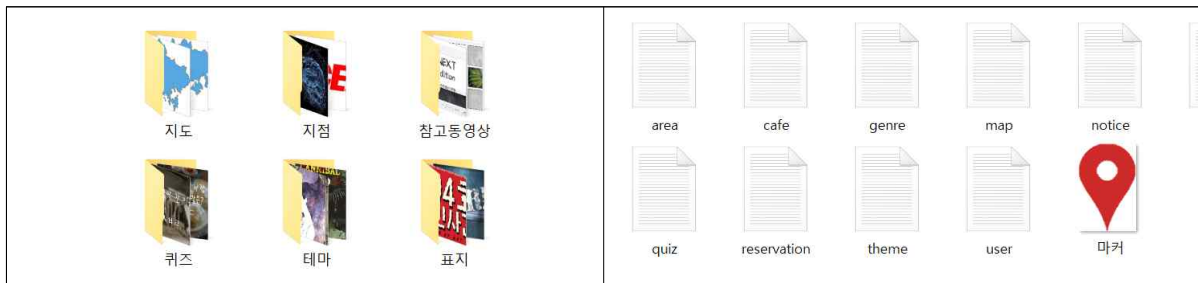 지도 지점 참고동영상
퀴즈 테마 표지
area cafe genre map notice
quiz reservation theme user 마커